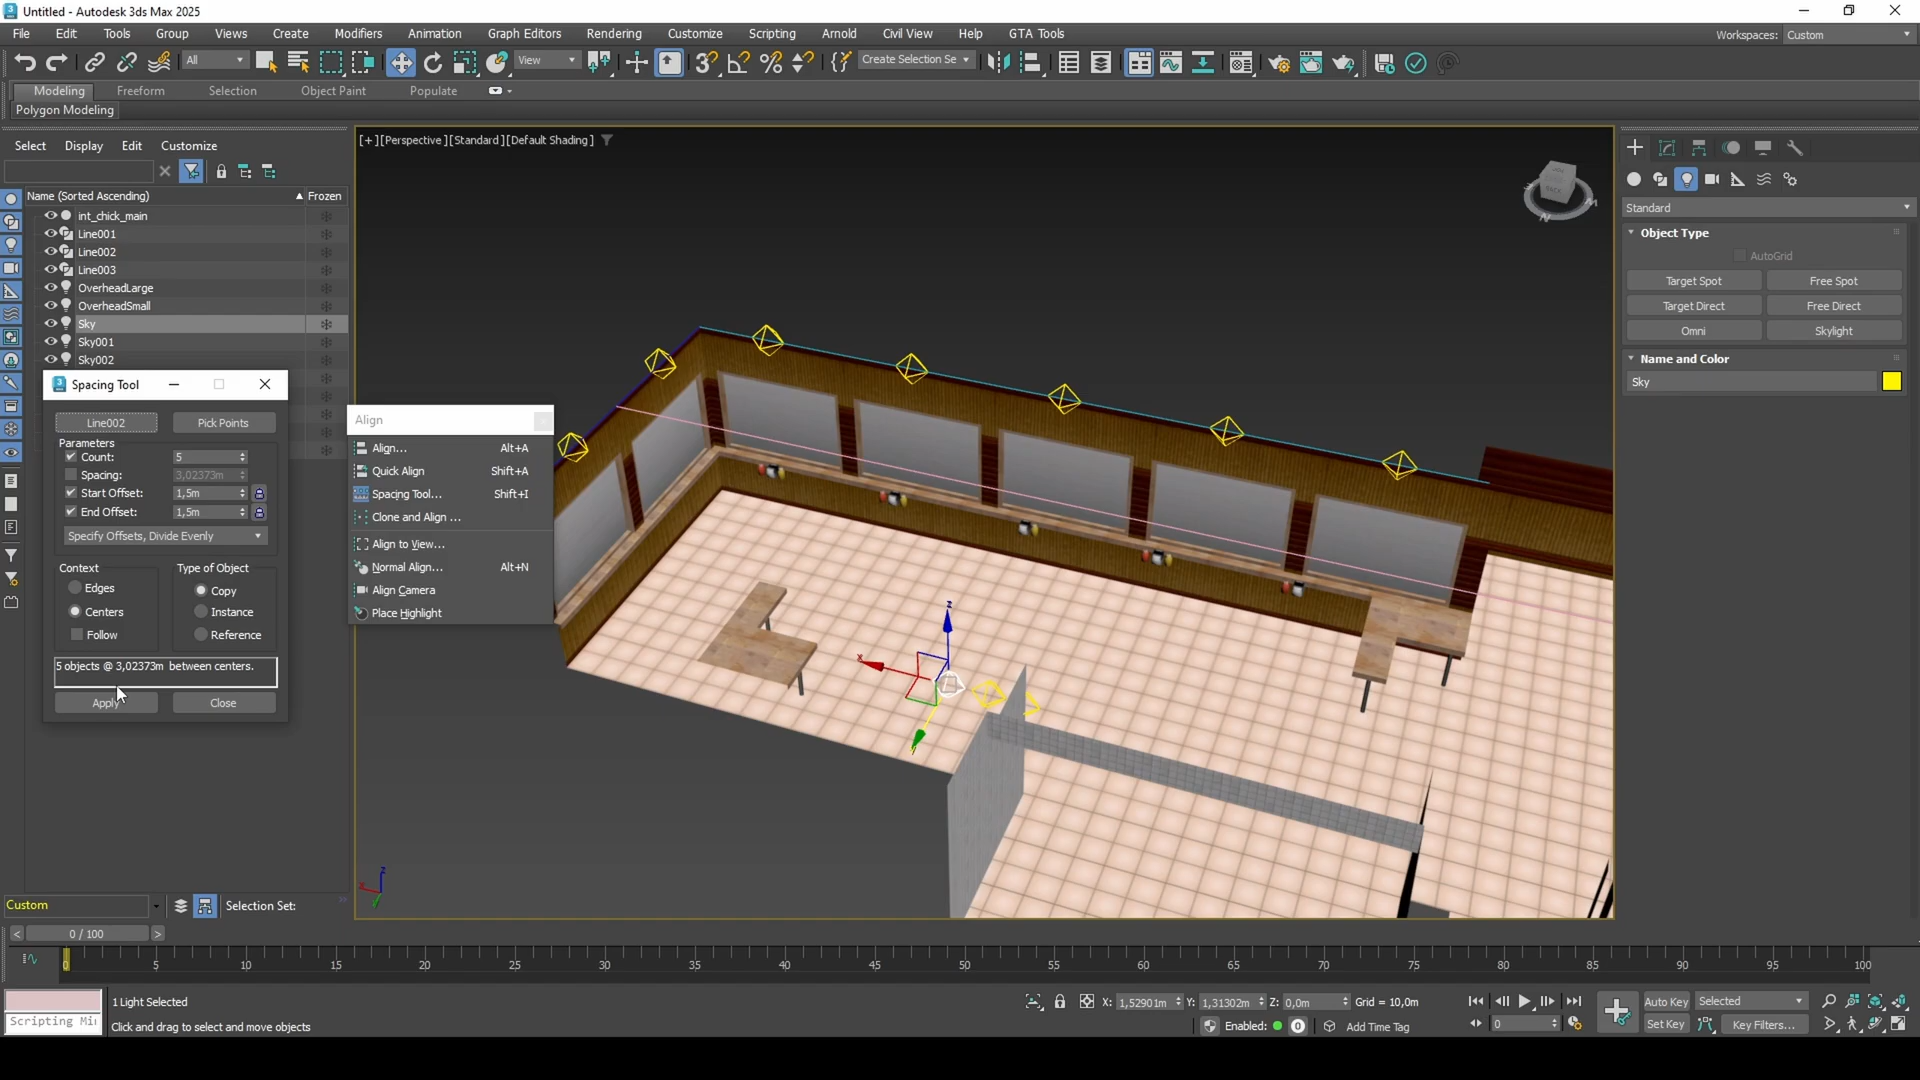 Untitled - Autodesk 3ds Max 2025
File Edit Tools Group Views Create Modifiers Animation Graph Editors Rendering Customize Scripting Arnold Civil View Help GTA Tools
Workspaces: Custom
All
View
Create Selection Se
Modeling Freeform Selection Object Paint Populate
Polygon Modeling
Select Display Edit Customize
Name (Sorted Ascending) Frozen
int_chick_main
Line001
Line002
Line003
OverheadLarge
OverheadSmall
Sky
Sky001
Sky002
Spacing Tool
Line002 Pick Points
Parameters
Count: 5
Spacing: 3,02373m
Start Offset: 1,5m
End Offset: 1,5m
Specify Offsets, Divide Evenly
Context Type of Object
Edges Copy
Centers Instance
Follow Reference
5 objects @ 3,02373m between centers.
Apply Close
Align
Align... Alt+A
Quick Align Shift+A
Spacing Tool... Shift+I
Clone and Align ...
Align to View...
Normal Align... Alt+N
Align Camera
Place Highlight
[+][Perspective][Standard][Default Shading]
BACK
x
y
z
Standard
Object Type
AutoGrid
Target Spot Free Spot
Target Direct Free Direct
Omni Skylight
Name and Color
Sky
Custom
Selection Set:
< 0 / 100 >
0 5 10 15 20 25 30 35 40 45 50 55 60 65 70 75 80 85 90 95 100
1 Light Selected
Scripting Mi
Click and drag to select and move objects
X: 1,52901m Y: 1,31302m Z: 0,0m Grid = 10,0m
Enabled: 0 Add Time Tag
0
Auto Key Selected
Set Key Key Filters...